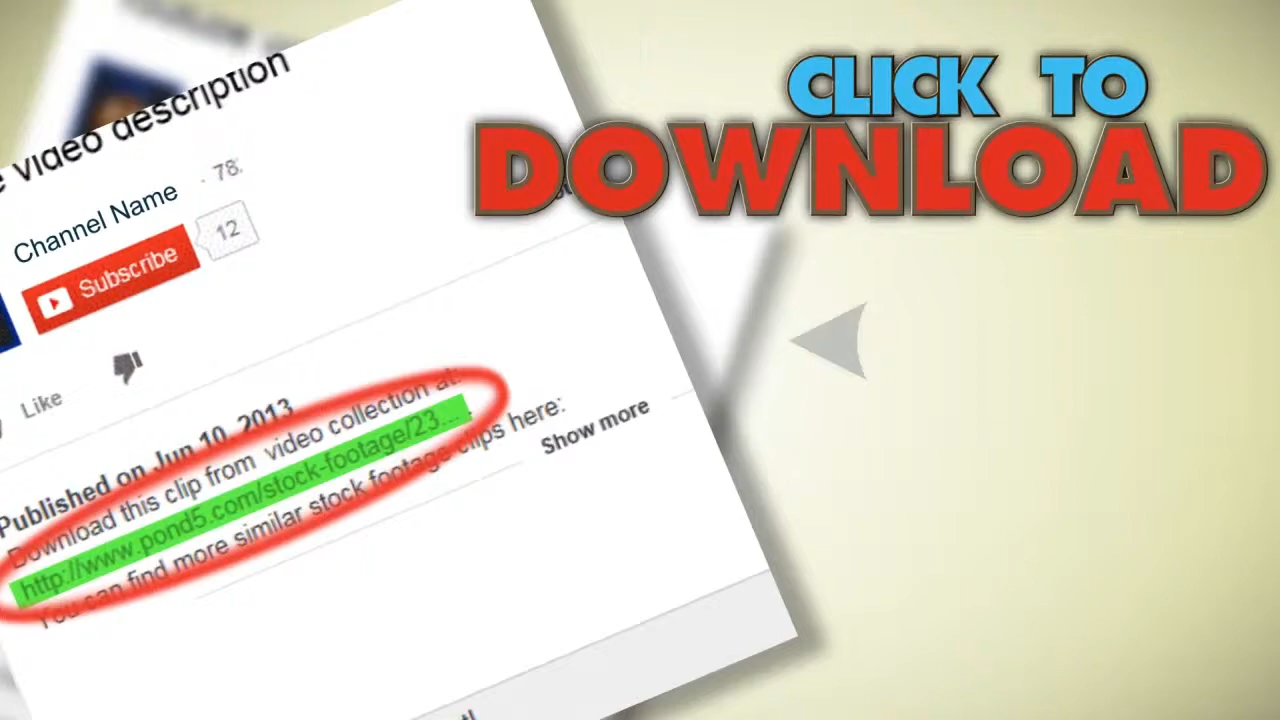 CLICK TO
DOWNLOAD
video description
Channel Name
Subscribe
12
Like
Published on Jun 10, 2013
Download this clip from video collection at:
http://www.pond5.com/stock-footage/23... .
You can find more similar stock footage clips here:
Show more